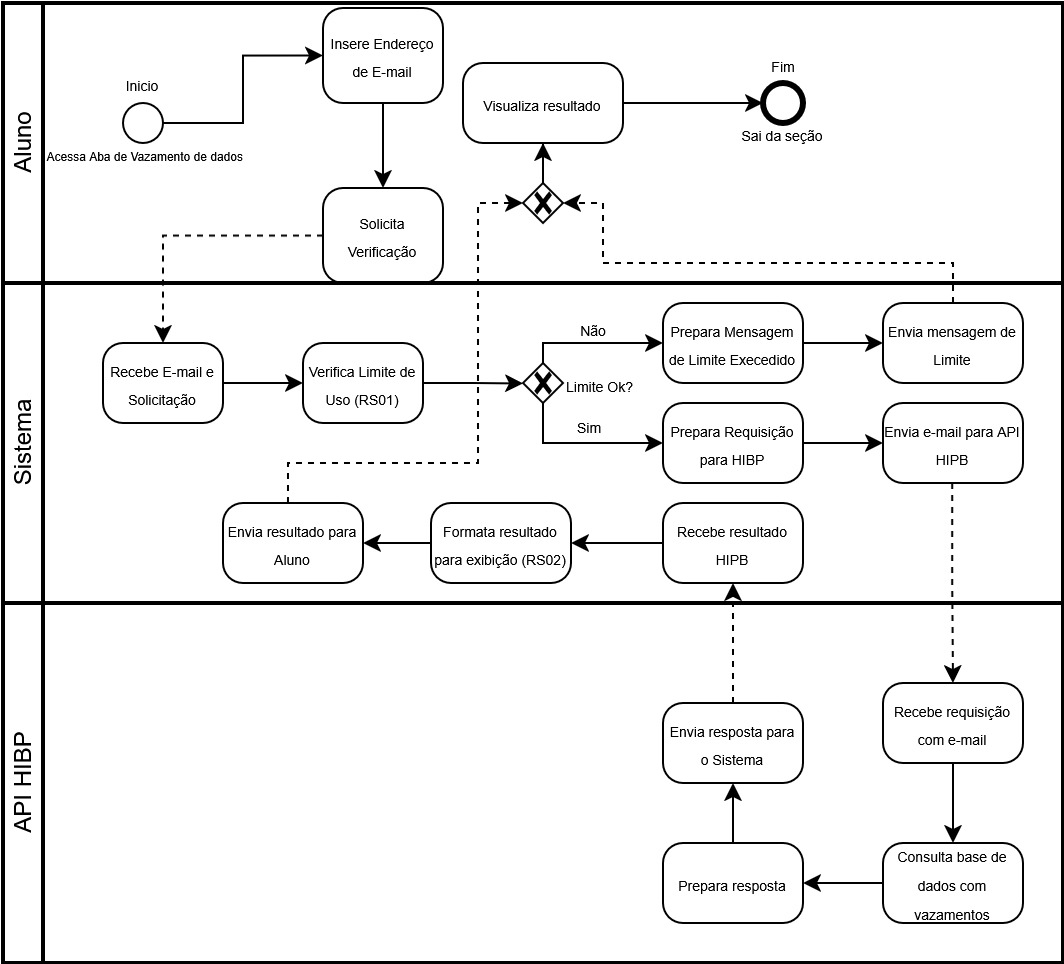 Aluno
Inicio
Acessa Aba de Vazamento de dados
Insere Endereço
de E-mail
Solicita
Verificação
Visualiza resultado
Fim
Sai da seção
Sistema
Recebe E-mail e
Solicitação
Verifica Limite de
Uso (RS01)
Limite Ok?
Não
Prepara Mensagem
de Limite Execedido
Envia mensagem de
Limite
Sim
Prepara Requisição
para HIBP
Envia e-mail para API
HIPB
Envia resultado para
Aluno
Formata resultado
para exibição (RS02)
Recebe resultado
HIPB
API HIBP
Envia resposta para
o Sistema
Recebe requisição
com e-mail
Prepara resposta
Consulta base de
dados com
vazamentos